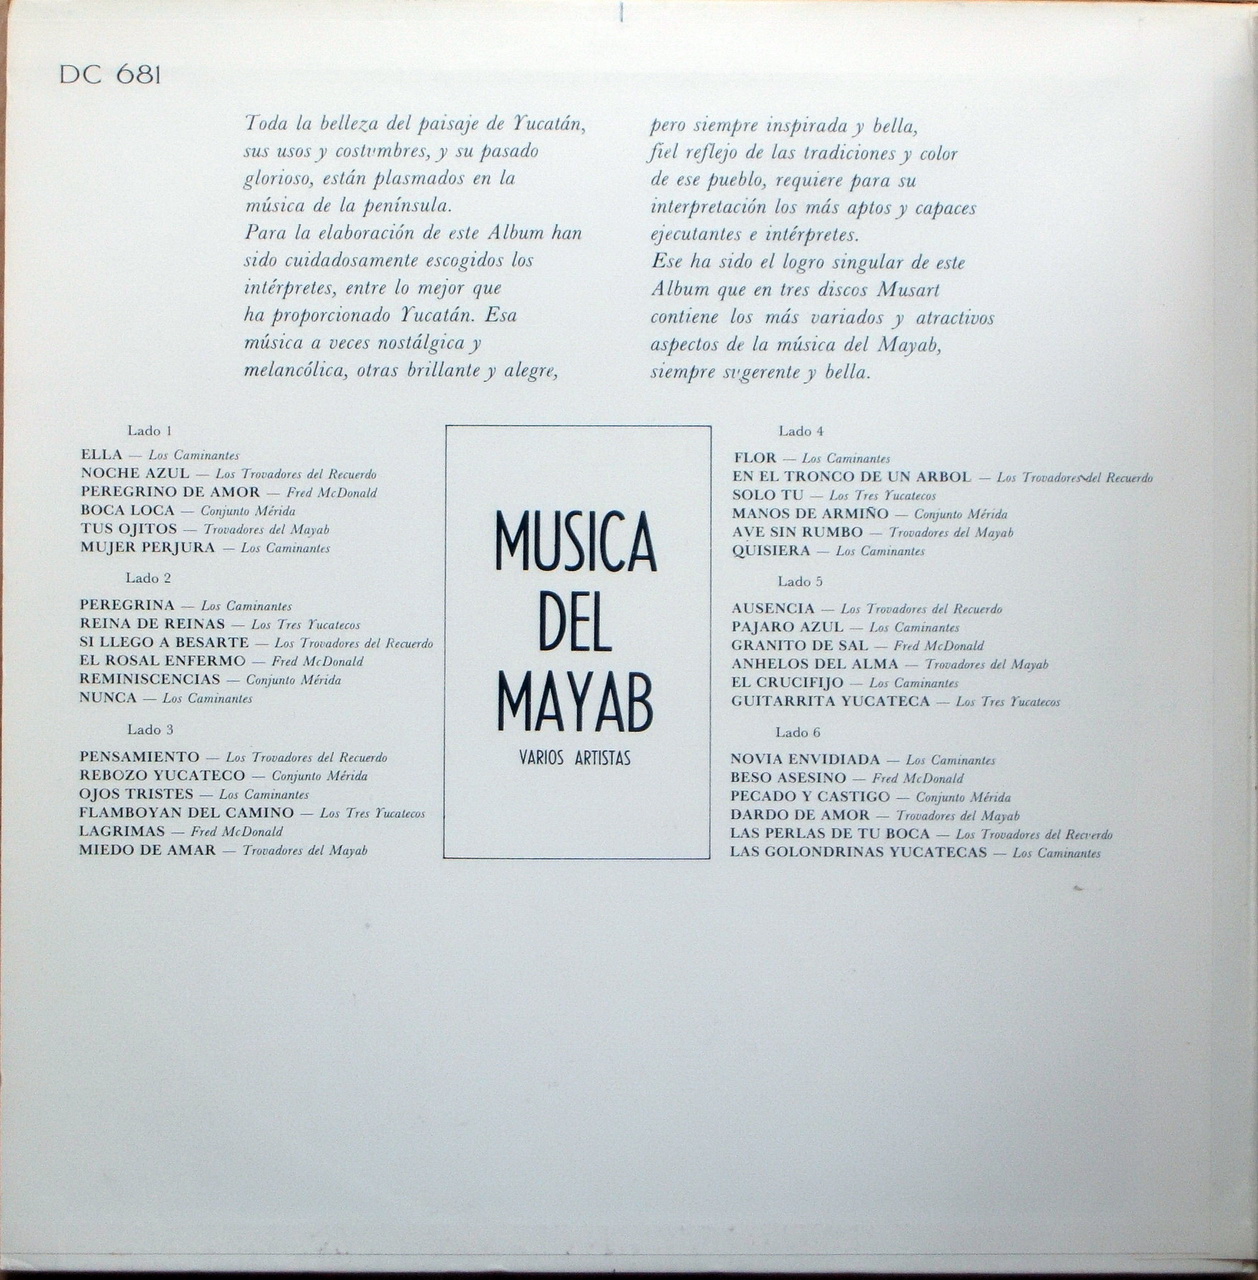 DC 681
Toda la belleza del paisaje de Yucatán,
sus usos y costumbres, y su pasado
glorioso, están plasmados en la
música de la península.
Para la elaboración de este Album han
sido cuidadosamente escogidos los
intérpretes, entre lo mejor que
ha proporcionado Yucatán. Esa
música a veces nostálgica y
melancólica, otras brillante y alegre,
pero siempre inspirada y bella,
fiel reflejo de las tradiciones y color
de ese pueblo, requiere para su
interpretación los más aptos y capaces
ejecutantes e intérpretes.
Ese ha sido el logro singular de este
Album que en tres discos Musart
contiene los más variados y atractivos
aspectos de la música del Mayab,
siempre sugerente y bella.
Lado 1
ELLA — Los Caminantes
NOCHE AZUL — Los Trovadores del Recuerdo
PEREGRINO DE AMOR — Fred McDonald
BOCA LOCA — Conjunto Mérida
TUS OJITOS — Trovadores del Mayab
MUJER PERJURA — Los Caminantes
Lado 2
PEREGRINA — Los Caminantes
REINA DE REINAS — Los Tres Yucatecos
SI LLEGO A BESARTE — Los Trovadores del Recuerdo
EL ROSAL ENFERMO — Fred McDonald
REMINISCENCIAS — Conjunto Mérida
NUNCA — Los Caminantes
Lado 3
PENSAMIENTO — Los Trovadores del Recuerdo
REBOZO YUCATECO — Conjunto Mérida
OJOS TRISTES — Los Caminantes
FLAMBOYAN DEL CAMINO — Los Tres Yucatecos
LAGRIMAS — Fred McDonald
MIEDO DE AMAR — Trovadores del Mayab
MUSICA
DEL
MAYAB
VARIOS ARTISTAS
Lado 4
FLOR — Los Caminantes
EN EL TRONCO DE UN ARBOL — Los Trovadores del Recuerdo
SOLO TU — Los Tres Yucatecos
MANOS DE ARMIÑO — Conjunto Mérida
AVE SIN RUMBO — Trovadores del Mayab
QUISIERA — Los Caminantes
Lado 5
AUSENCIA — Los Trovadores del Recuerdo
PAJARO AZUL — Los Caminantes
GRANITO DE SAL — Fred McDonald
ANHELOS DEL ALMA — Trovadores del Mayab
EL CRUCIFIJO — Los Caminantes
GUITARRITA YUCATECA — Los Tres Yucatecos
Lado 6
NOVIA ENVIDIADA — Los Caminantes
BESO ASESINO — Fred McDonald
PECADO Y CASTIGO — Conjunto Mérida
DARDO DE AMOR — Trovadores del Mayab
LAS PERLAS DE TU BOCA — Los Trovadores del Recuerdo
LAS GOLONDRINAS YUCATECAS — Los Caminantes